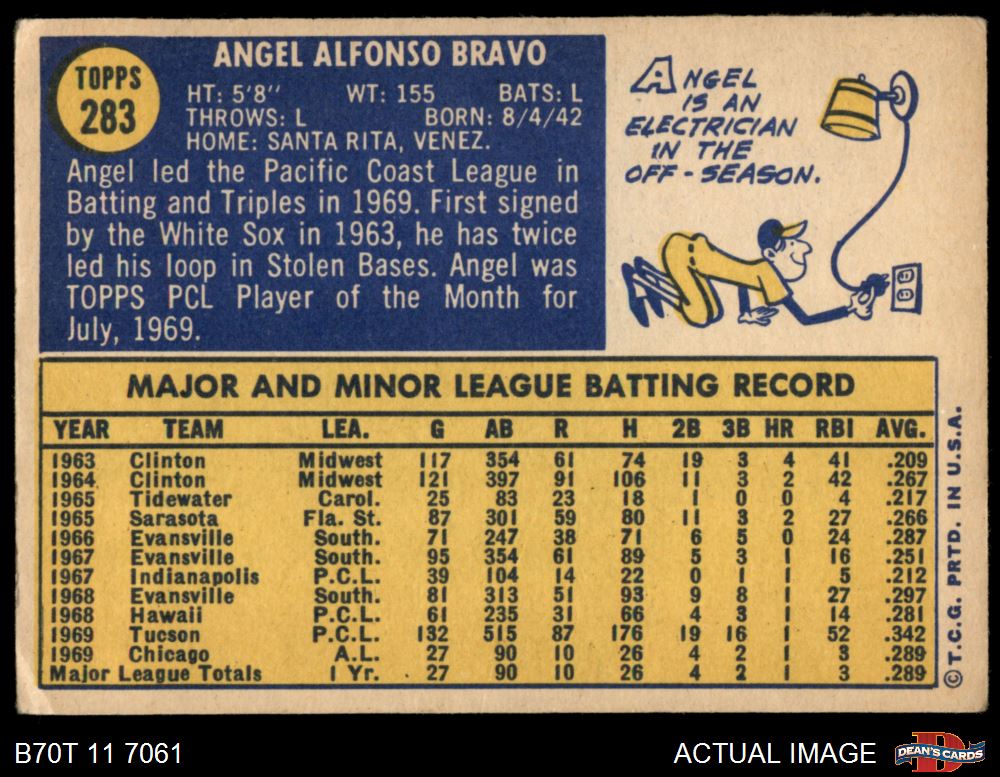 TOPPS
283
ANGEL ALFONSO BRAVO
HT: 5'8" WT: 155 BATS: L
THROWS: L BORN: 8/4/42
HOME: SANTA RITA, VENEZ.
Angel led the Pacific Coast League in
Batting and Triples in 1969. First signed
by the White Sox in 1963, he has twice
led his loop in Stolen Bases. Angel was
TOPPS PCL Player of the Month for
July, 1969.
ANGEL
IS AN
ELECTRICIAN
IN THE
OFF-SEASON.
MAJOR AND MINOR LEAGUE BATTING RECORD
YEAR TEAM LEA. G AB R H 2B 3B HR RBI AVG.
1963 Clinton Midwest 117 354 61 74 19 3 4 41 .209
1964 Clinton Midwest 121 397 91 106 11 3 2 42 .267
1965 Tidewater Carol. 25 83 23 18 1 0 0 4 .217
1965 Sarasota Fla. St. 87 301 59 80 11 3 2 27 .266
1966 Evansville South. 71 247 38 71 6 5 0 24 .287
1967 Evansville South. 95 354 61 89 5 3 1 16 .251
1967 Indianapolis P.C.L. 39 104 14 22 0 1 1 5 .212
1968 Evansville South. 81 313 51 93 9 8 1 27 .297
1968 Hawaii P.C.L. 61 235 31 66 4 3 1 14 .281
1969 Tucson P.C.L. 132 515 87 176 19 16 1 52 .342
1969 Chicago A.L. 27 90 10 26 4 2 1 3 .289
Major League Totals 1 Yr. 27 90 10 26 4 2 1 3 .289
© T.C.G. PRTD. IN U.S.A.
B70T 11 7061
ACTUAL IMAGE
D
DEAN'S CARDS